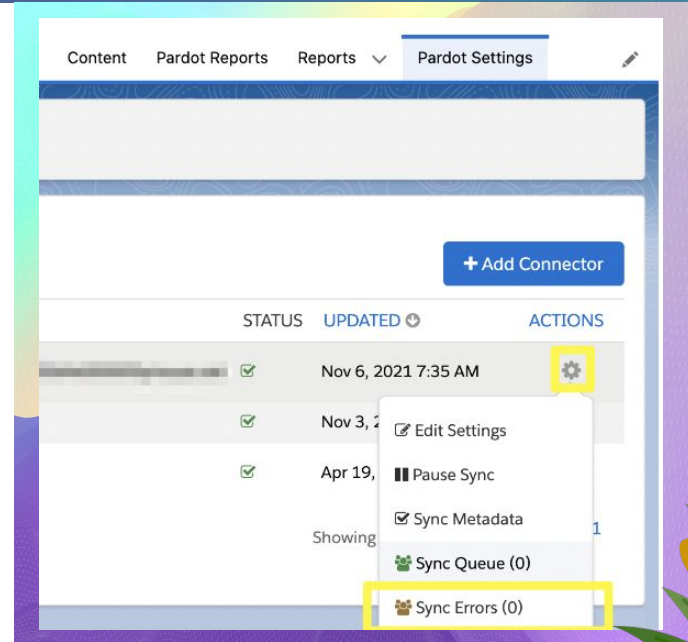 Content Pardot Reports Reports Pardot Settings
+ Add Connector
STATUS UPDATED ACTIONS
Nov 6, 2021 7:35 AM
Nov 3, 2
Edit Settings
Apr 19,
Pause Sync
Sync Metadata
Showing
1
Sync Queue (0)
Sync Errors (0)